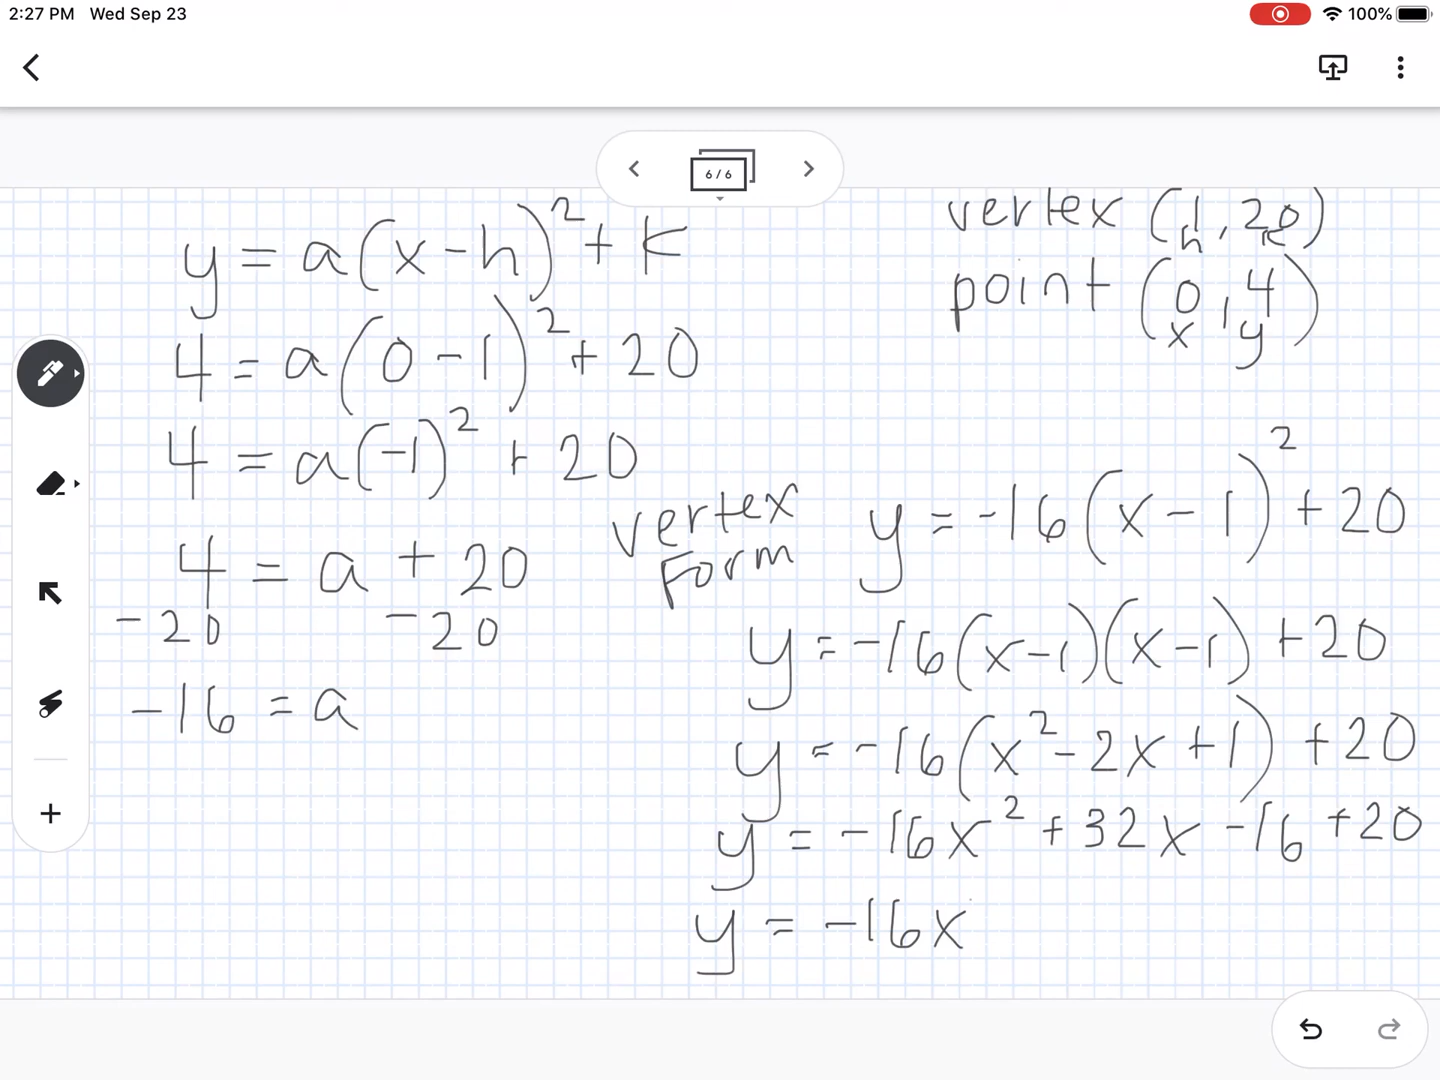 2:27 PM Wed Sep 23 100%
6/6
y = a(x-h)² + k
4 = a(0-1)² + 20
4 = a(-1)² + 20
4 = a + 20
-20 -20
-16 = a
vertex (1, 20)
h k
point (0, 4)
x y
vertex
Form
y = -16(x-1)² + 20
y = -16(x-1)(x-1) + 20
y = -16(x² - 2x + 1) + 20
y = -16x² + 32x - 16 + 20
y = -16x